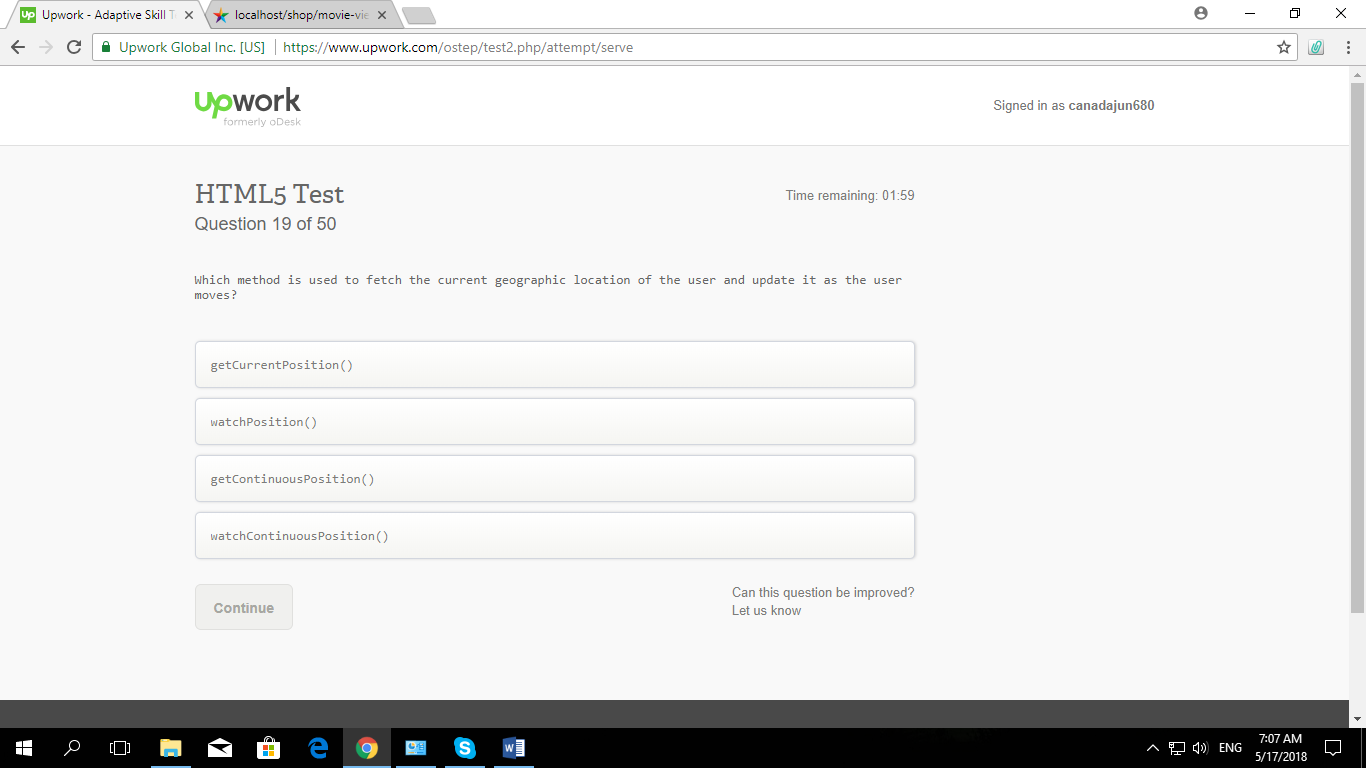 Upwork - Adaptive Skill T
localhost/shop/movie-vie
Upwork Global Inc. [US]
https://www.upwork.com/ostep/test2.php/attempt/serve
upwork
formerly oDesk
Signed in as canadajun680
HTML5 Test
Time remaining: 01:59
Question 19 of 50
Which method is used to fetch the current geographic location of the user and update it as the user
moves?
getCurrentPosition()
watchPosition()
getContinuousPosition()
watchContinuousPosition()
Continue
Can this question be improved?
Let us know
ENG
7:07 AM
5/17/2018